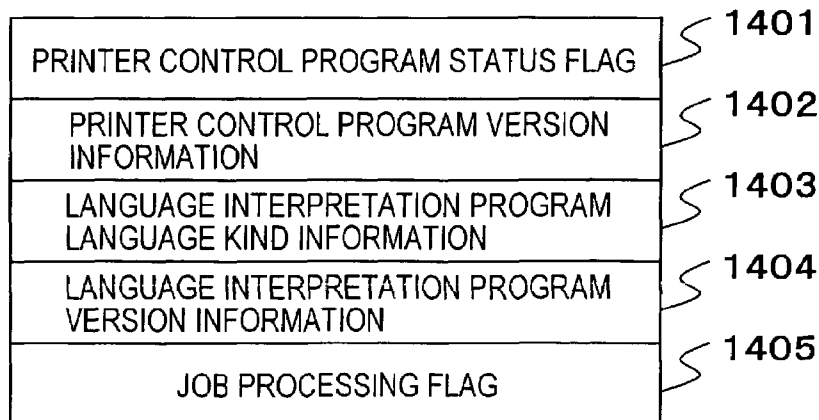 1401
PRINTER CONTROL PROGRAM STATUS FLAG
1402
PRINTER CONTROL PROGRAM VERSION
INFORMATION
1403
LANGUAGE INTERPRETATION PROGRAM
LANGUAGE KIND INFORMATION
1404
LANGUAGE INTERPRETATION PROGRAM
VERSION INFORMATION
1405
JOB PROCESSING FLAG